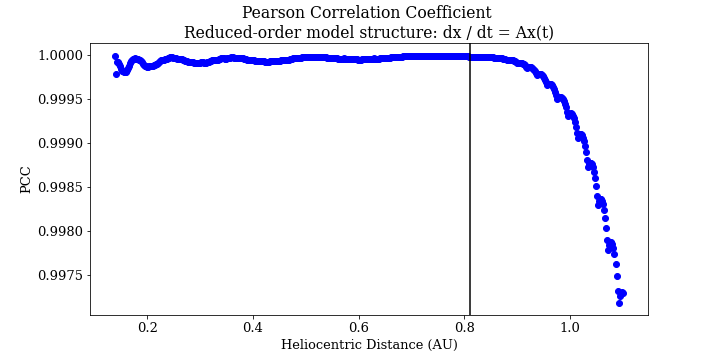 Pearson Correlation Coefficient
Reduced-order model structure: dx / dt = Ax(t)
1.0000
0.9995
0.9990
0.9985
0.9980
0.9975
PCC
0.2 0.4 0.6 0.8 1.0
Heliocentric Distance (AU)